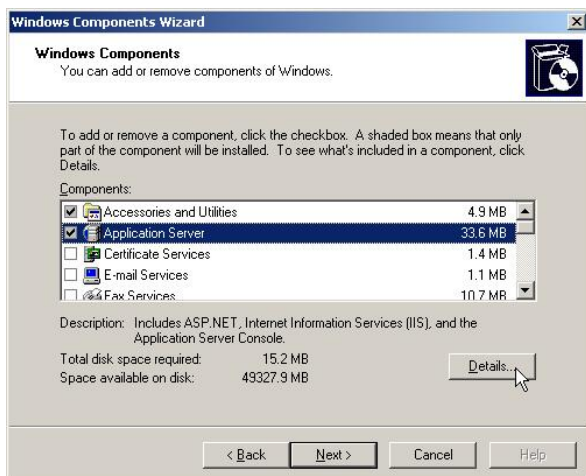 Windows Components Wizard
Windows Components
You can add or remove components of Windows.
To add or remove a component, click the checkbox. A shaded box means that only
part of the component will be installed. To see what's included in a component, click
Details.
Components:
Accessories and Utilities 4.9 MB
Application Server 33.6 MB
Certificate Services 1.4 MB
E-mail Services 1.1 MB
Fax Services 10.7 MB
Description: Includes ASP.NET, Internet Information Services (IIS), and the
Application Server Console.
Total disk space required: 15.2 MB
Space available on disk: 49327.9 MB
Details...
< Back Next > Cancel Help